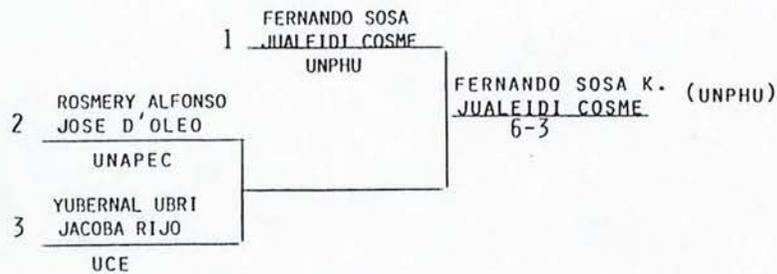 FERNANDO SOSA
1 JUALEIDI COSME
UNPHU
FERNANDO SOSA K. (UNPHU)
JUALEIDI COSME
6-3
ROSMERY ALFONSO
2 JOSE D'OLEO
UNAPEC
YUBERNAL UBRI
3 JACOBA RIJO
UCE